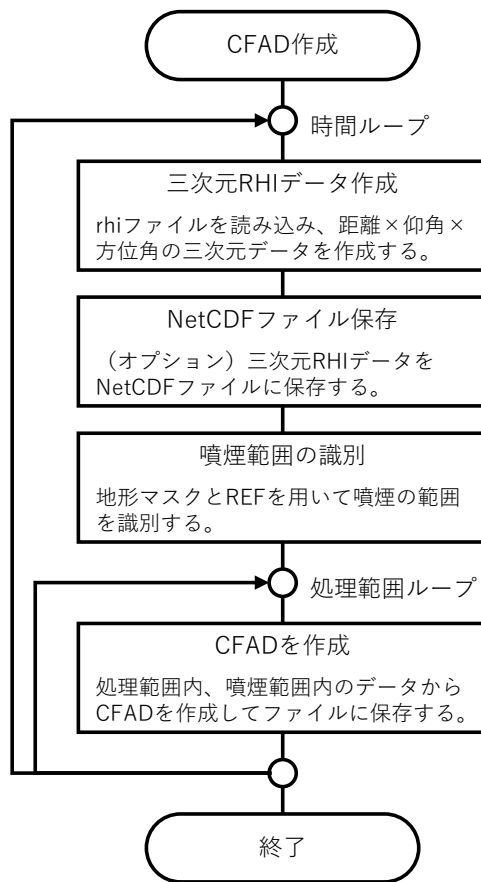 CFAD作成
時間ループ
三次元RHIデータ作成
rhiファイルを読み込み、距離×仰角×
方位角の三次元データを作成する。
NetCDFファイル保存
（オプション）三次元RHIデータを
NetCDFファイルに保存する。
噴煙範囲の識別
地形マスクとREFを用いて噴煙の範囲
を識別する。
処理範囲ループ
CFADを作成
処理範囲内、噴煙範囲内のデータから
CFADを作成してファイルに保存する。
終了